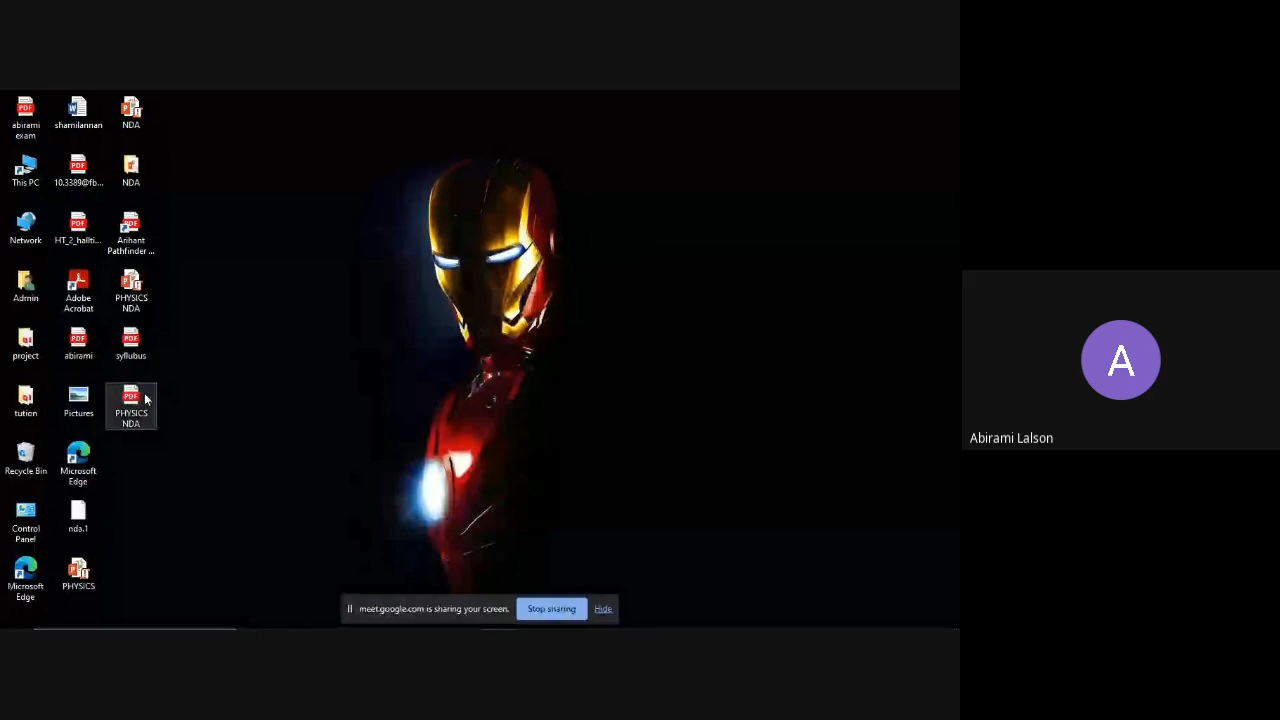 abirami
exam
shamilannan
NDA
This PC
10.3389@fb...
NDA
Network
HT_2_hallti...
Arihant
Pathfinder ...
Admin
Adobe
Acrobat
PHYSICS
NDA
project
abirami
syllubus
tution
Pictures
PHYSICS
NDA
Recycle Bin
Microsoft
Edge
Control
Panel
nda.1
Microsoft
Edge
PHYSICS
meet.google.com is sharing your screen.
Stop sharing
Hide
A
Abirami Lalson